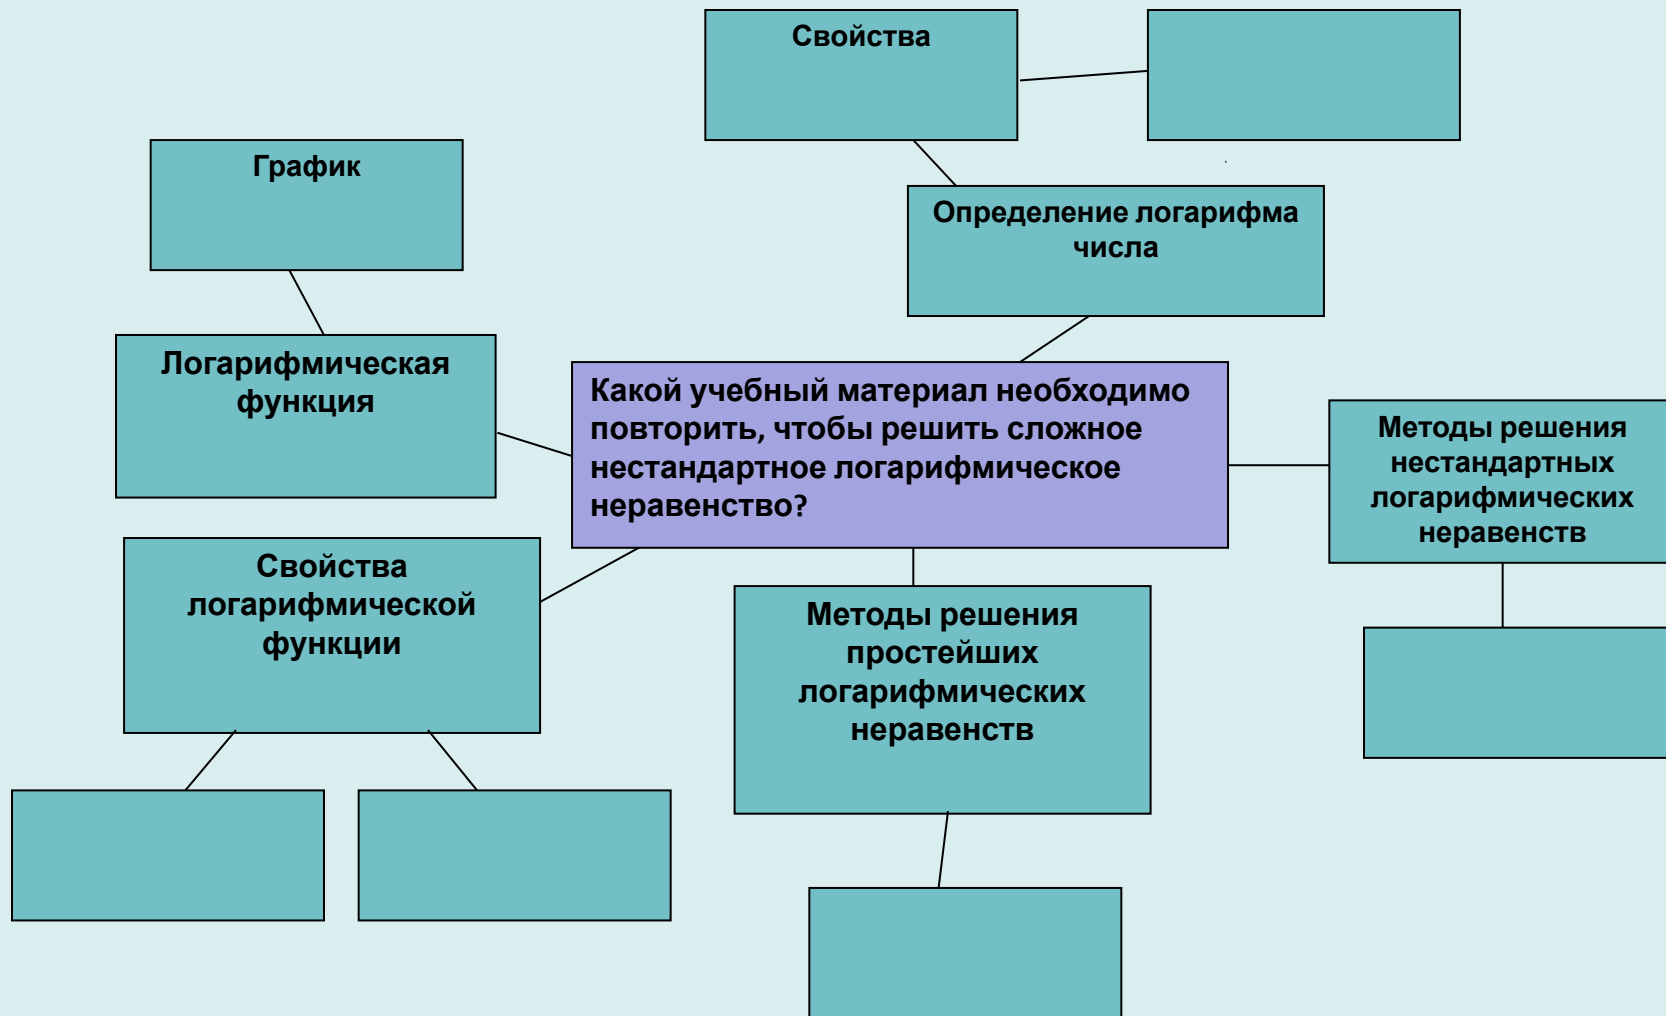 Свойства
График
Определение логарифма
числа
Логарифмическая
функция
Какой учебный материал необходимо
повторить, чтобы решить сложное
нестандартное логарифмическое
неравенство?
Методы решения
нестандартных
логарифмических
неравенств
Свойства
логарифмической
функции
Методы решения
простейших
логарифмических
неравенств